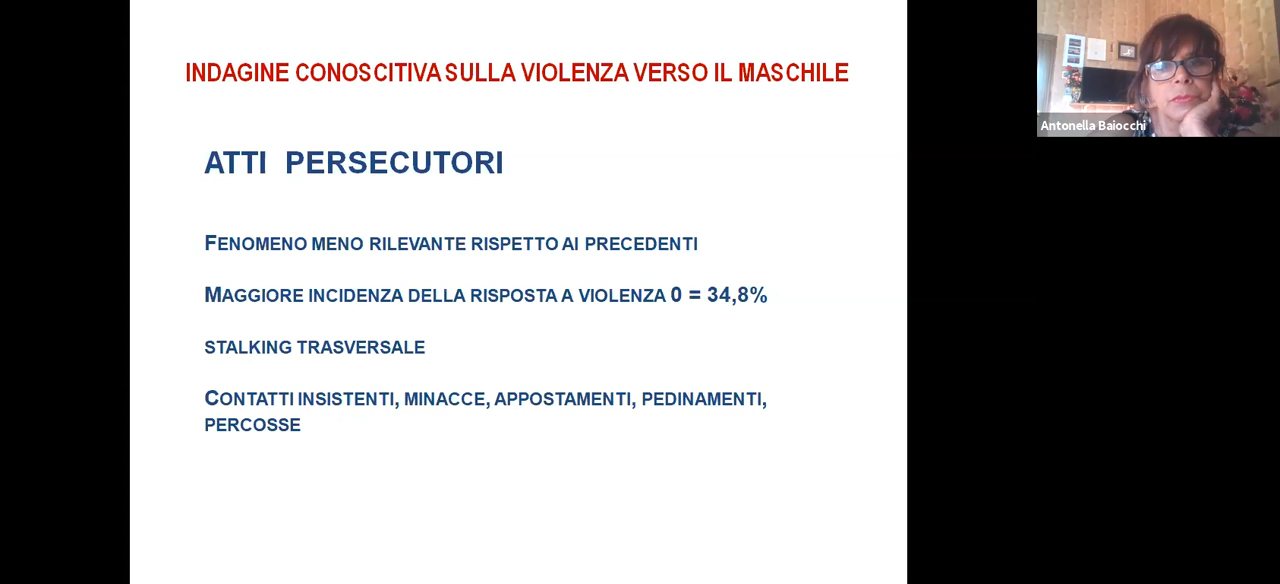 INDAGINE CONOSCITIVA SULLA VIOLENZA VERSO IL MASCHILE
Antonella Baiocchi
ATTI PERSECUTORI
FENOMENO MENO RILEVANTE RISPETTO AI PRECEDENTI
MAGGIORE INCIDENZA DELLA RISPOSTA A VIOLENZA 0 = 34,8%
STALKING TRASVERSALE
CONTATTI INSISTENTI, MINACCE, APPOSTAMENTI, PEDINAMENTI,
PERCOSSE